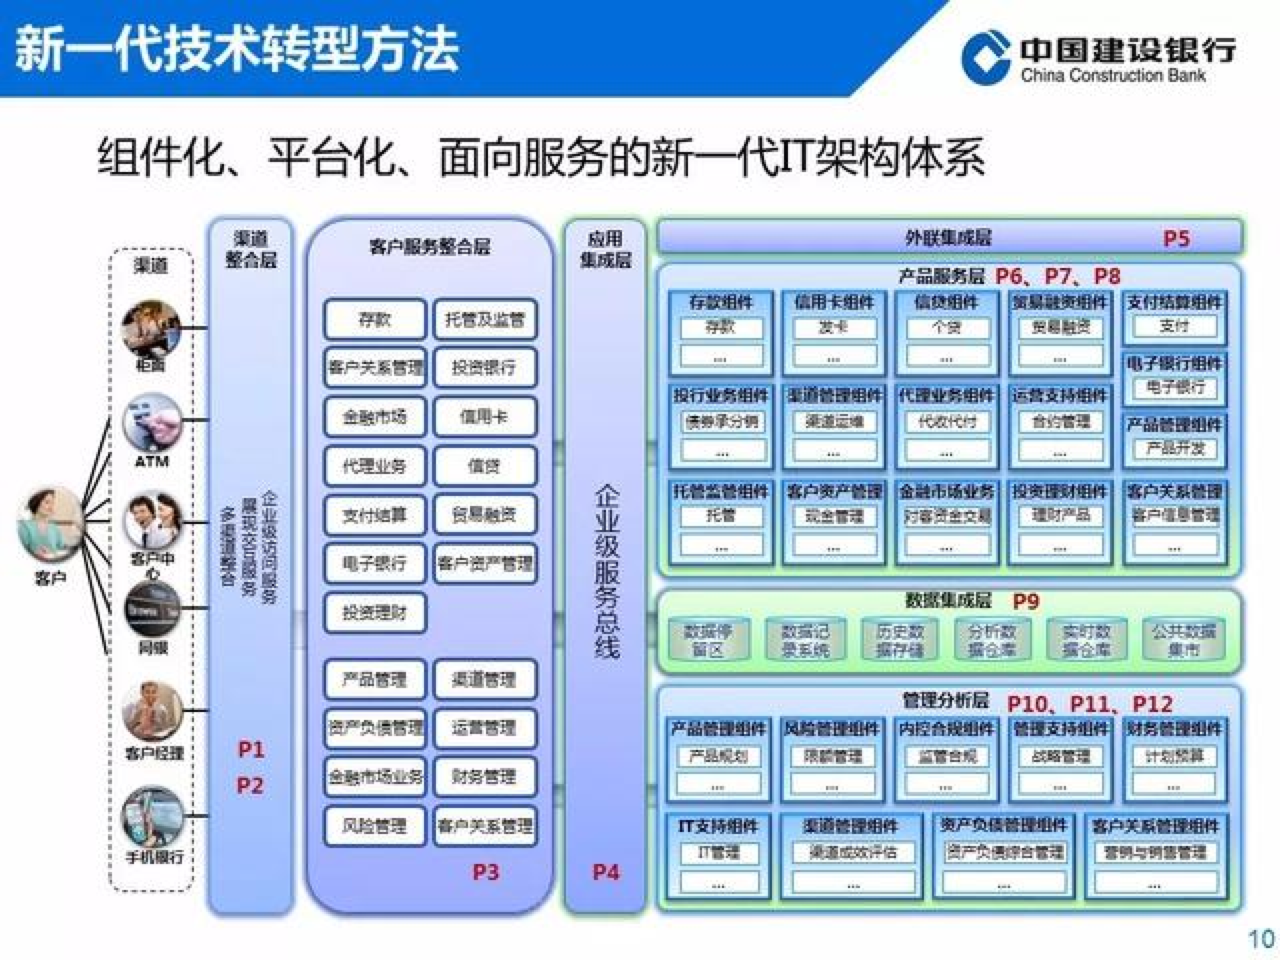 新一代技术转型方法
中国建设银行
China Construction Bank
组件化、平台化、面向服务的新一代IT架构体系
渠道
柜面
ATM
客户中
心
网银
客户经理
手机银行
客户
渠道
整合层
企业级访问服务
展现交互服务
多渠道整合
P1
P2
客户服务整合层
存款
托管及监管
客户关系管理
投资银行
金融市场
信用卡
代理业务
信贷
支付结算
贸易融资
电子银行
客户资产管理
投资理财
产品管理
渠道管理
资产负债管理
运营管理
金融市场业务
财务管理
风险管理
客户关系管理
P3
应用
集成层
企业级服务总线
P4
外联集成层
P5
产品服务层 P6、P7、P8
存款组件
存款
...
信用卡组件
发卡
...
信贷组件
个贷
...
贸易融资组件
贸易融资
...
支付结算组件
支付
电子银行组件
电子银行
投行业务组件
债券承分销
...
渠道管理组件
渠道运维
...
代理业务组件
代收代付
...
运营支持组件
合约管理
...
产品管理组件
产品开发
托管监管组件
托管
...
客户资产管理
现金管理
...
金融市场业务
对客资金交易
...
投资理财组件
理财产品
...
客户关系管理
客户信息管理
...
数据集成层 P9
数据停
留区
数据记
录系统
历史数
据存储
分析数
据仓库
实时数
据仓库
公共数据
集市
管理分析层 P10、P11、P12
产品管理组件
产品规划
...
风险管理组件
限额管理
...
内控合规组件
监管合规
...
管理支持组件
战略管理
...
财务管理组件
计划预算
...
IT支持组件
IT管理
...
渠道管理组件
渠道成效评估
...
资产负债管理组件
资产负债综合管理
...
客户关系管理组件
营销与销售管理
...
10